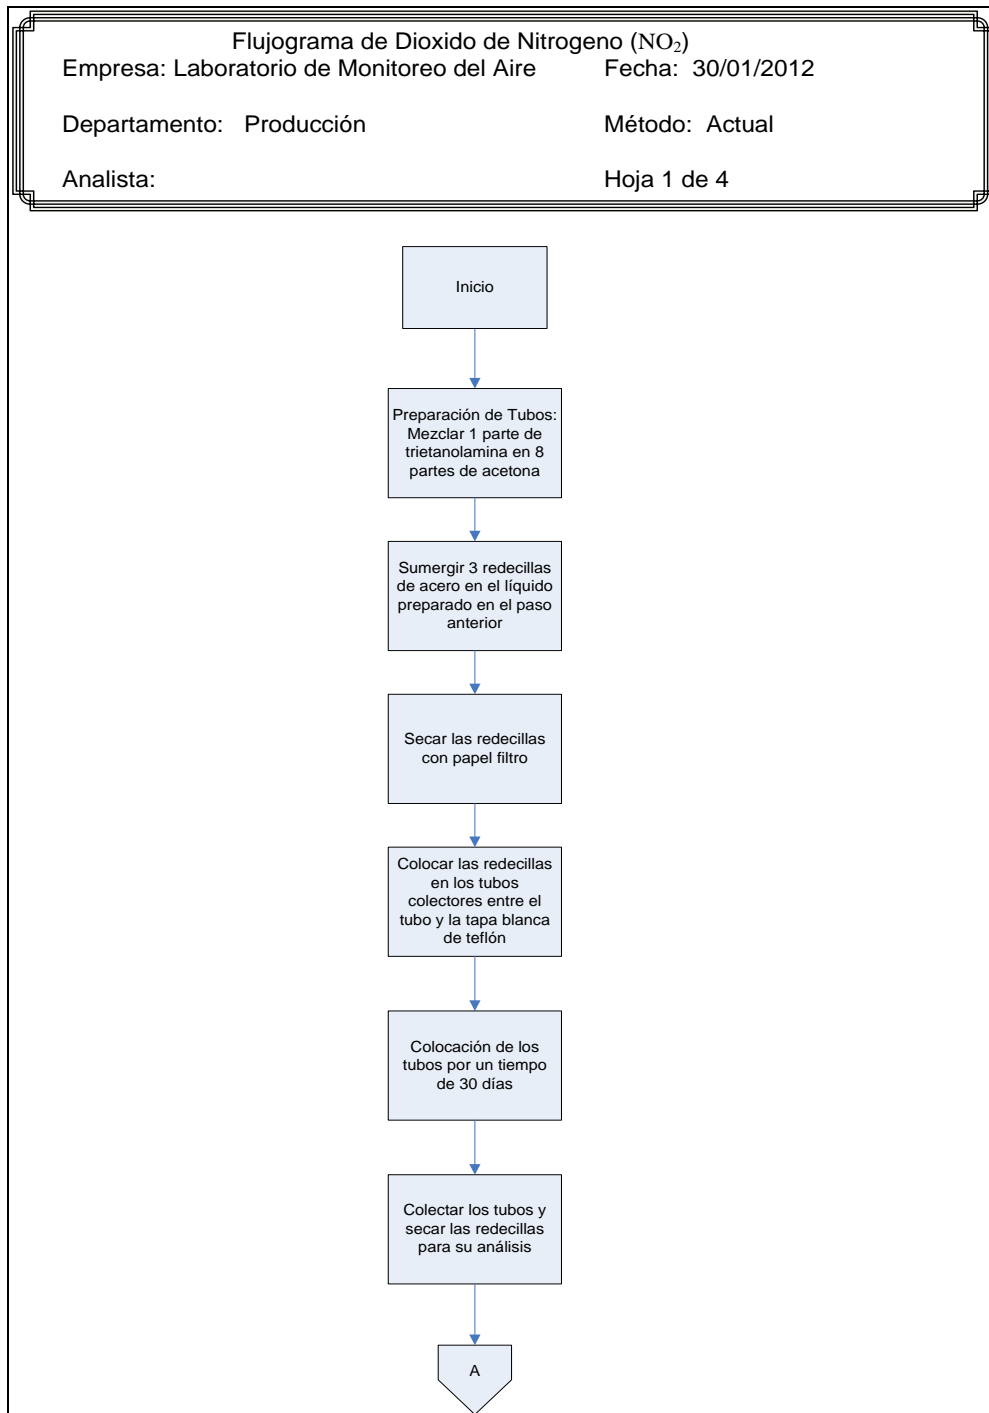 Flujograma de Dioxido de Nitrogeno (NO₂)
Empresa: Laboratorio de Monitoreo del Aire Fecha: 30/01/2012
Departamento: Producción Método: Actual
Analista: Hoja 1 de 4
Inicio
Preparación de Tubos:
Mezclar 1 parte de
trietanolamina en 8
partes de acetona
Sumergir 3 redecillas
de acero en el líquido
preparado en el paso
anterior
Secar las redecillas
con papel filtro
Colocar las redecillas
en los tubos
colectores entre el
tubo y la tapa blanca
de teflón
Colocación de los
tubos por un tiempo
de 30 días
Colectar los tubos y
secar las redecillas
para su análisis
A